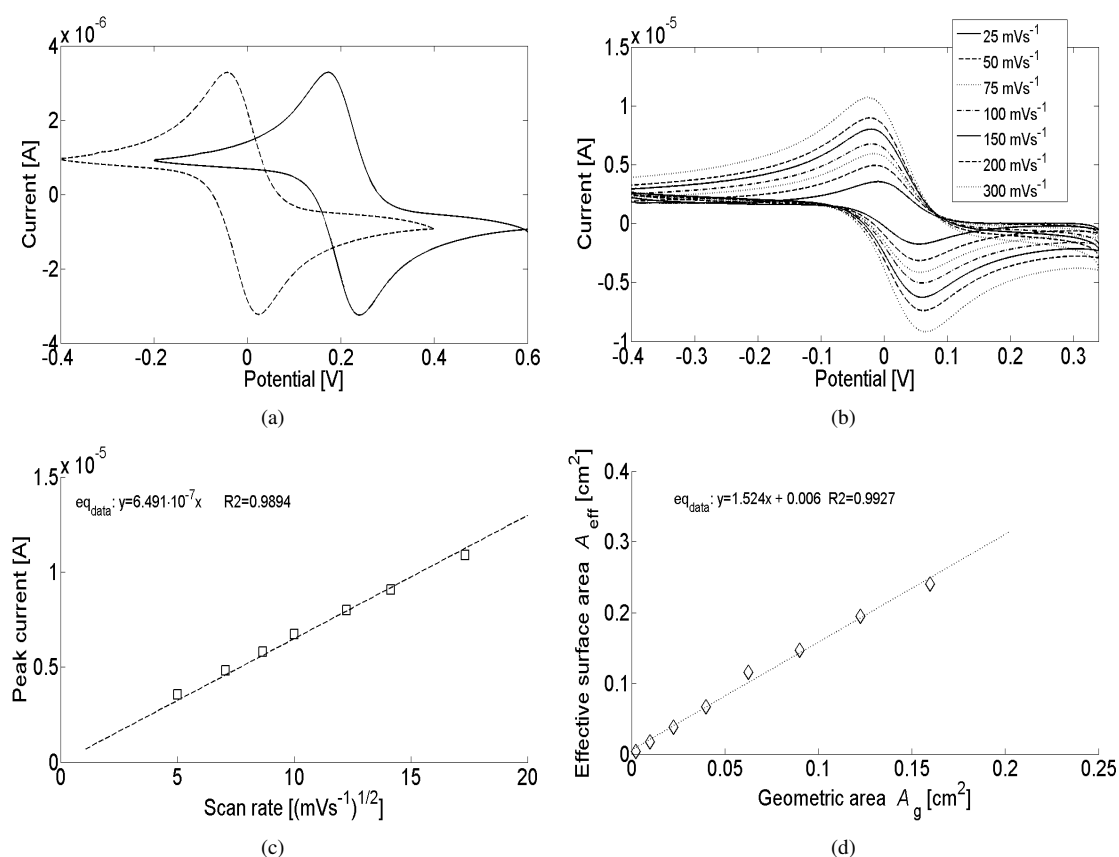 x 10^-6
4
2
0
-2
-4
-0.4
-0.2
0
0.2
0.4
0.6
Current [A]
Potential [V]
(a)
x 10^-5
1.5
1
0.5
0
-0.5
-1
-0.4
-0.3
-0.2
-0.1
0
0.1
0.2
0.3
Current [A]
Potential [V]
25 mVs^-1
50 mVs^-1
75 mVs^-1
100 mVs^-1
150 mVs^-1
200 mVs^-1
300 mVs^-1
(b)
x 10^-5
1.5
1
0.5
0
0
5
10
15
20
eq_data: y=6.491·10^-7x R2=0.9894
Peak current [A]
Scan rate [(mVs^-1)^1/2]
(c)
0.4
0.3
0.2
0.1
0
0
0.05
0.1
0.15
0.2
0.25
eq_data: y=1.524x + 0.006 R2=0.9927
Effective surface area A_eff [cm^2]
Geometric area A_g [cm^2]
(d)